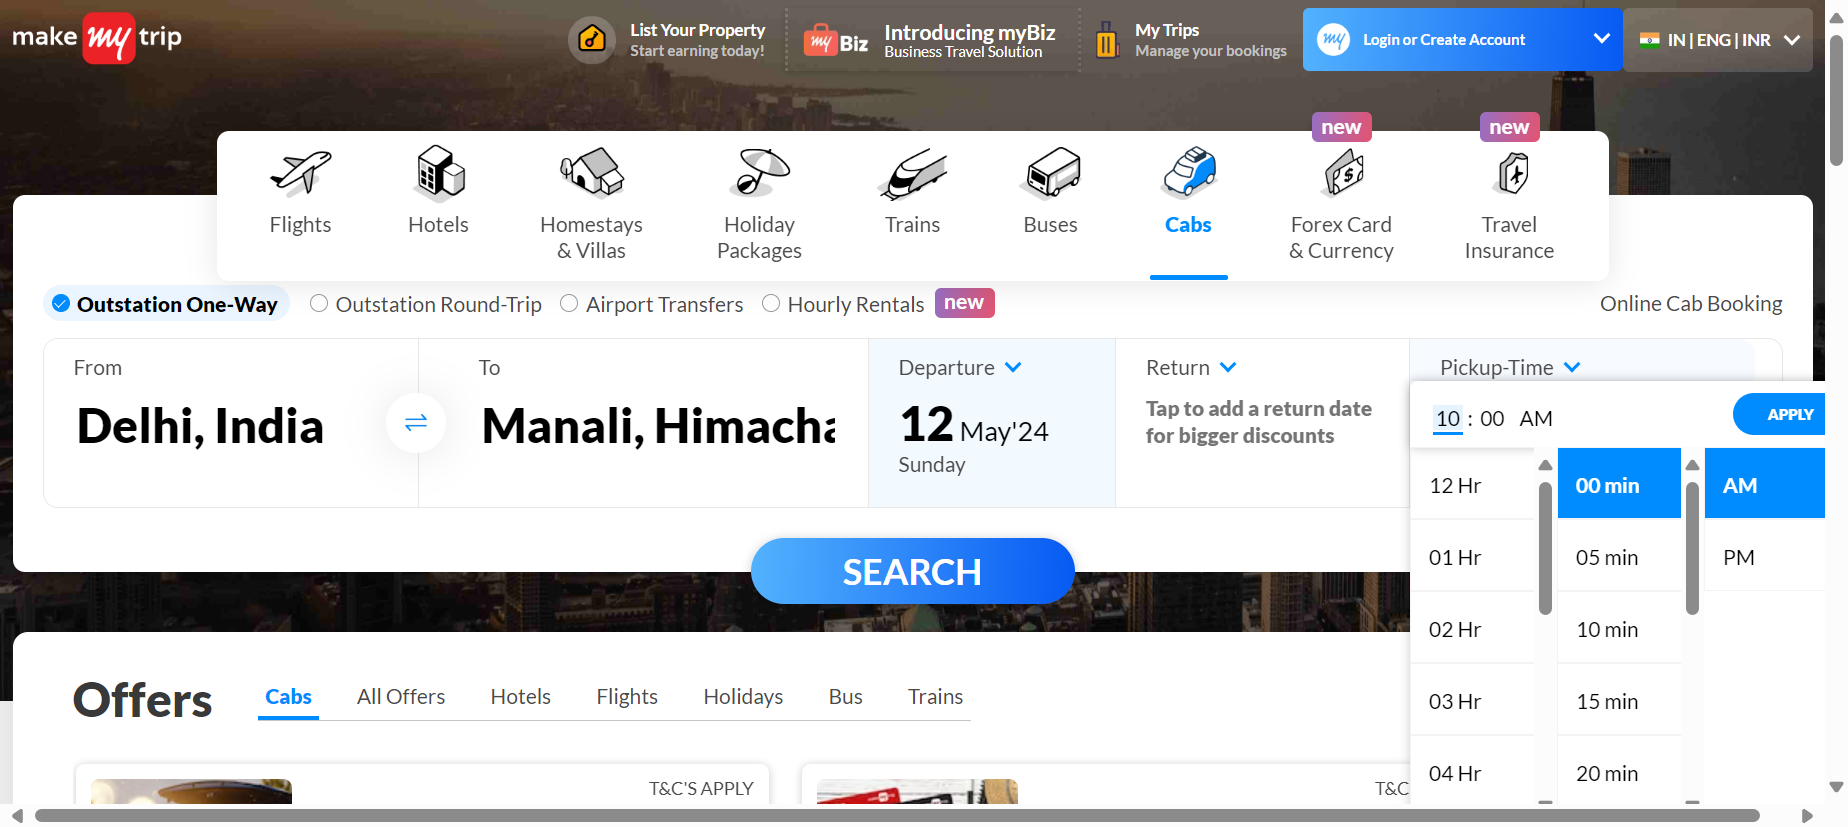 make my trip
List Your Property
Start earning today!
my Biz
Introducing myBiz
Business Travel Solution
My Trips
Manage your bookings
my
Login or Create Account
IN | ENG | INR
new
new
Flights
Hotels
Homestays
& Villas
Holiday
Packages
Trains
Buses
Cabs
Forex Card
& Currency
Travel
Insurance
Outstation One-Way
Outstation Round-Trip
Airport Transfers
Hourly Rentals
new
Online Cab Booking
From
Delhi, India
To
Manali, Himacha
Departure
12 May'24
Sunday
Return
Tap to add a return date
for bigger discounts
Pickup-Time
10 : 00 AM
APPLY
12 Hr
00 min
AM
01 Hr
05 min
PM
02 Hr
10 min
03 Hr
15 min
04 Hr
20 min
SEARCH
Offers
Cabs
All Offers
Hotels
Flights
Holidays
Bus
Trains
T&C'S APPLY
T&C